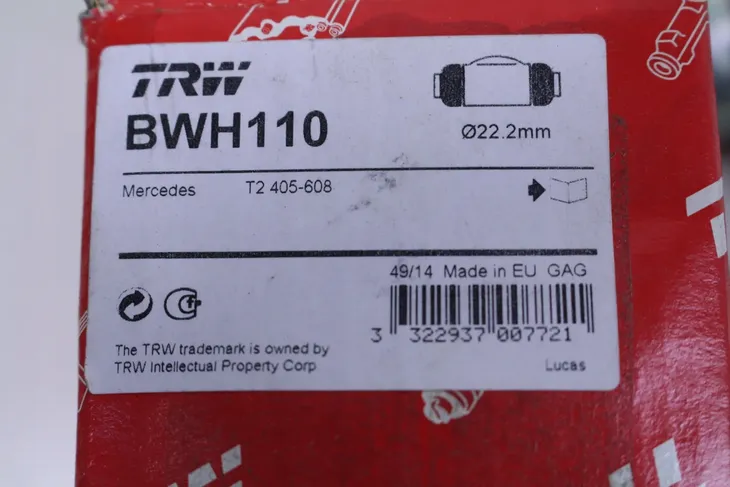 TRW
BWH110
Ø22.2mm
Mercedes T2 405-608
49/14 Made in EU GAG
3 322937 007721
The TRW trademark is owned by
TRW Intellectual Property Corp
Lucas